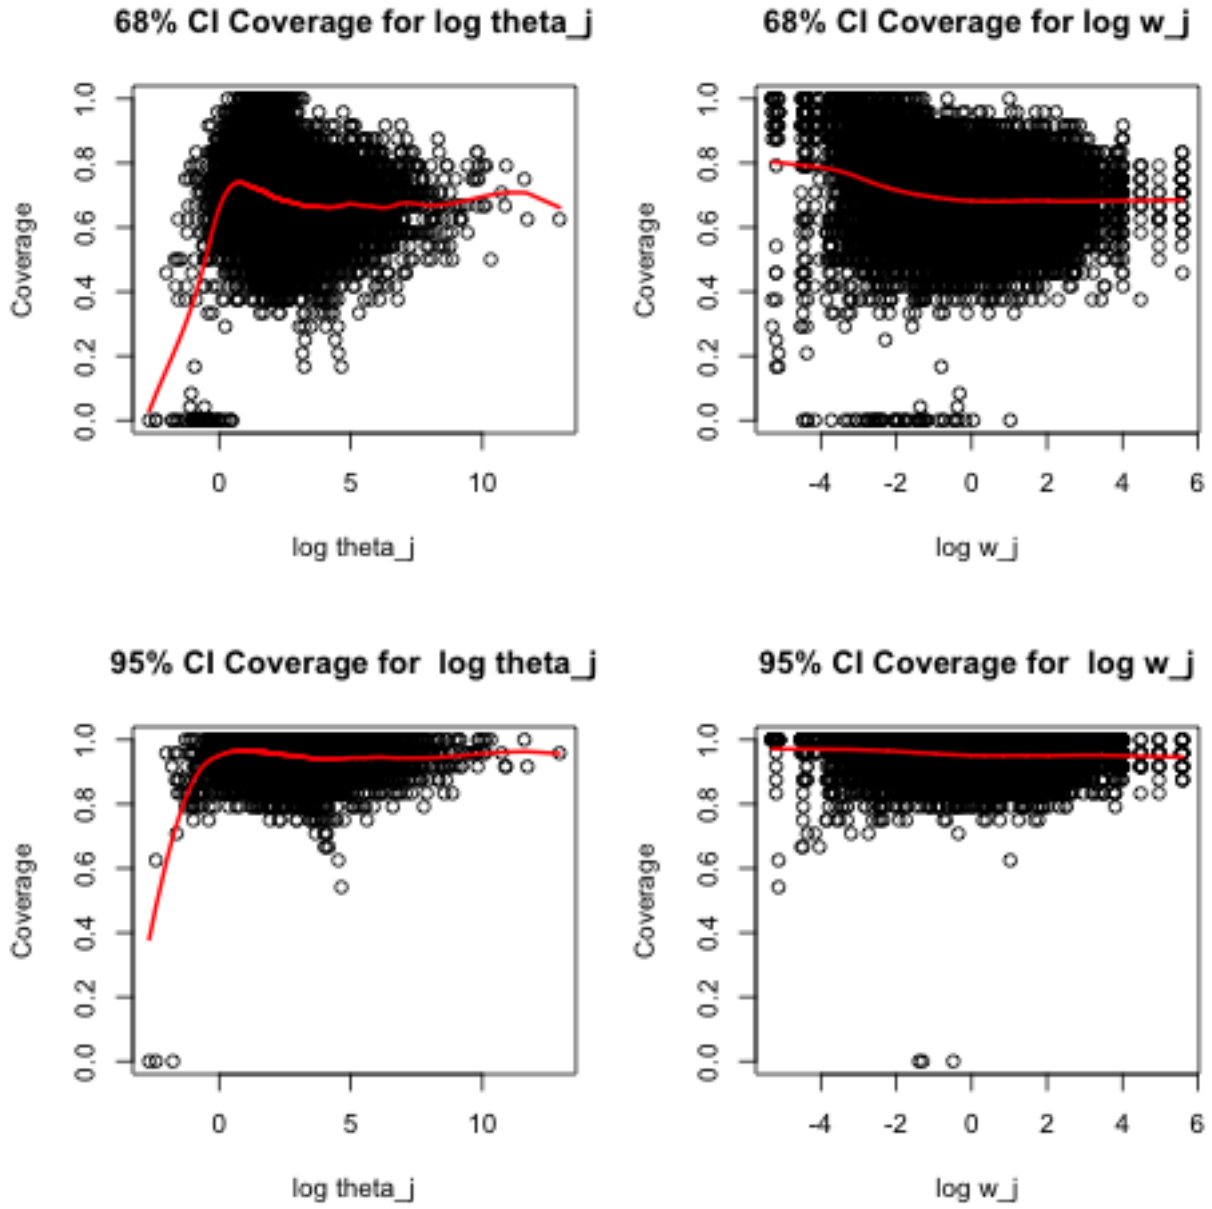 68% CI Coverage for log theta_j
Coverage
1.0
0.8
0.6
0.4
0.2
0.0
0 5 10
log theta_j
68% CI Coverage for log w_j
Coverage
1.0
0.8
0.6
0.4
0.2
0.0
-4 -2 0 2 4 6
log w_j
95% CI Coverage for  log theta_j
Coverage
1.0
0.8
0.6
0.4
0.2
0.0
0 5 10
log theta_j
95% CI Coverage for  log w_j
Coverage
1.0
0.8
0.6
0.4
0.2
0.0
-4 -2 0 2 4 6
log w_j